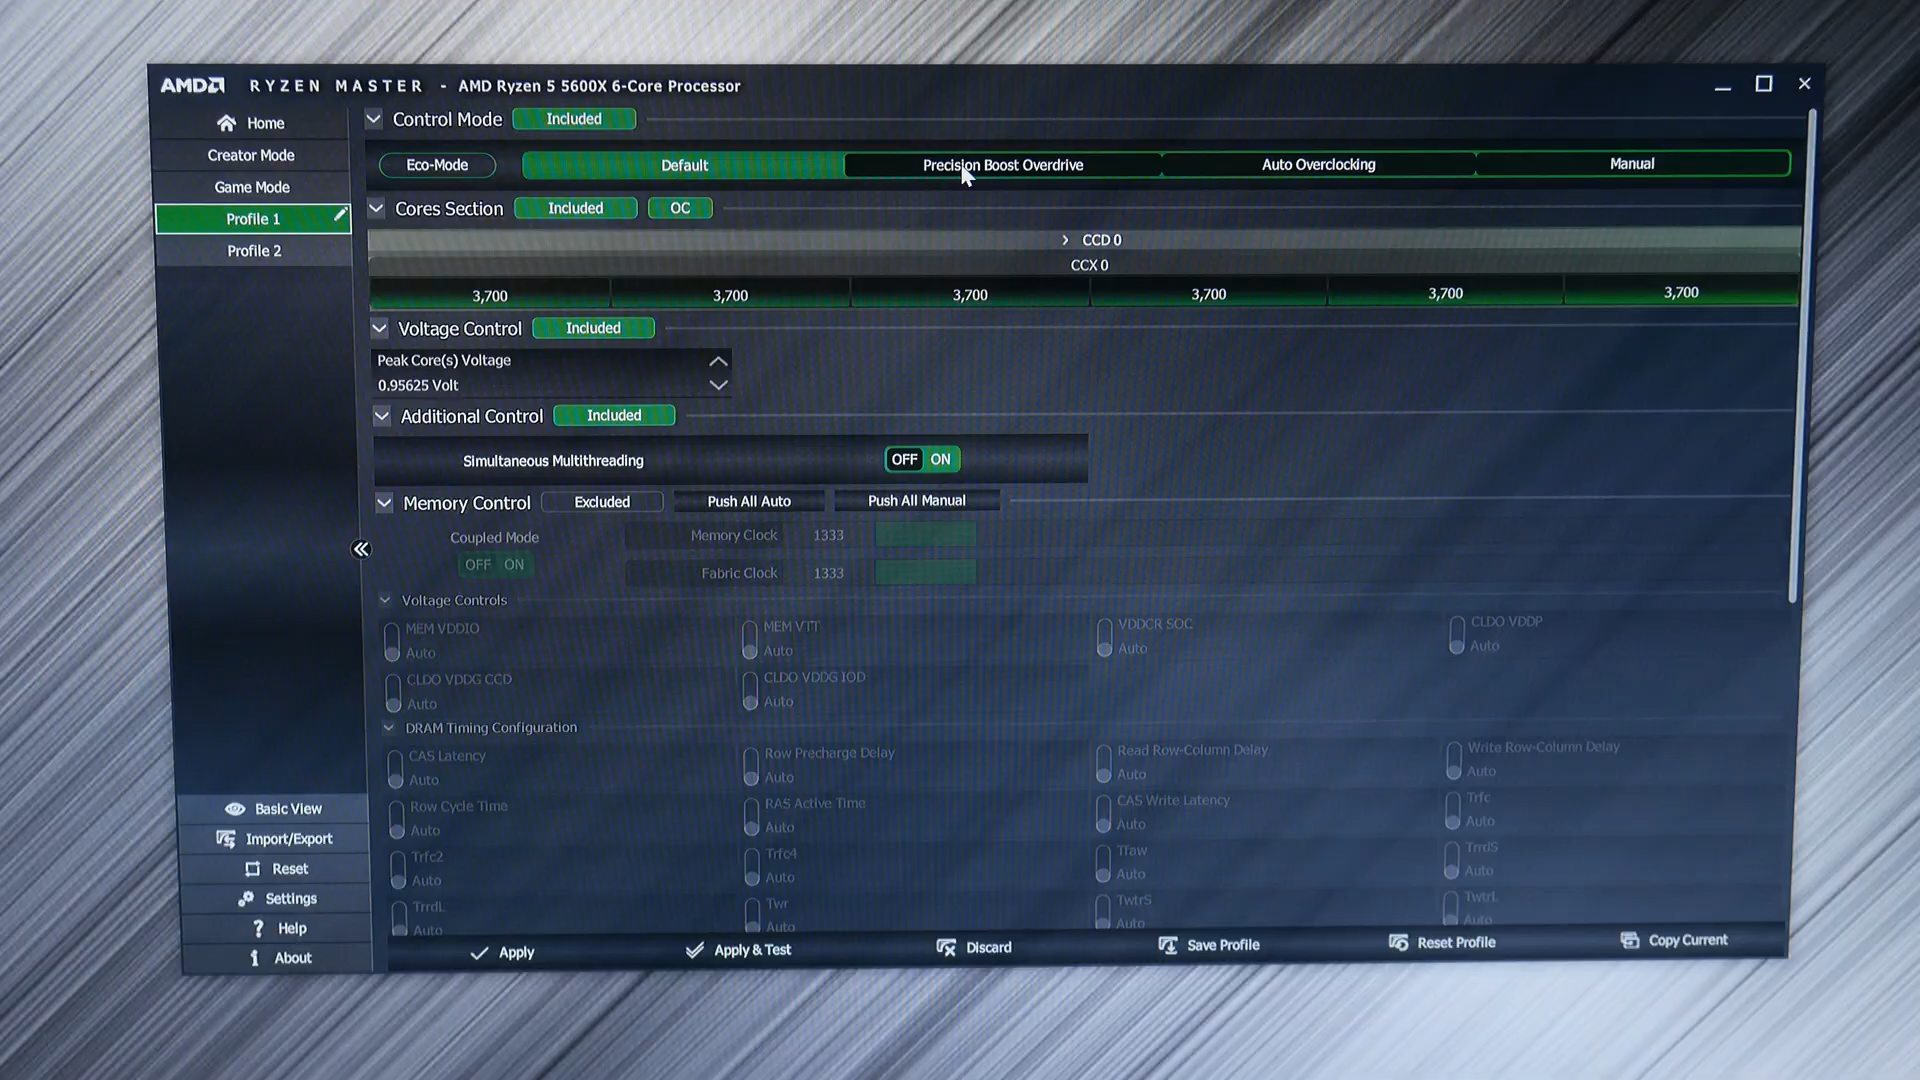 AMD RYZEN MASTER - AMD Ryzen 5 5600X 6-Core Processor
Home
Creator Mode
Game Mode
Profile 1
Profile 2
Control Mode Included
Eco-Mode Default Precision Boost Overdrive Auto Overclocking Manual
Cores Section Included OC
CCD 0
CCX 0
3,700 3,700 3,700 3,700 3,700 3,700
Voltage Control Included
Peak Core(s) Voltage
0.95625 Volt
Additional Control Included
Simultaneous Multithreading OFF ON
Memory Control Excluded Push All Auto Push All Manual
Coupled Mode Memory Clock 1333
OFF ON Fabric Clock 1333
Voltage Controls
MEM VDDIO MEM VTT VDDCR SOC CLDO VDDP
Auto Auto Auto Auto
CLDO VDDG CCD CLDO VDDG IOD
Auto Auto
DRAM Timing Configuration
CAS Latency Row Precharge Delay Read Row-Column Delay Write Row-Column Delay
Auto Auto Auto Auto
Row Cycle Time RAS Active Time CAS Write Latency Trfc
Auto Auto Auto Auto
Trfc2 Trfc4 Tfaw TrrdS
Auto Auto Auto Auto
TrrdL Twr TwtrS TwtrL
Auto Auto Auto Auto
Basic View
Import/Export
Reset
Settings
Help
About
Apply Apply & Test Discard Save Profile Reset Profile Copy Current